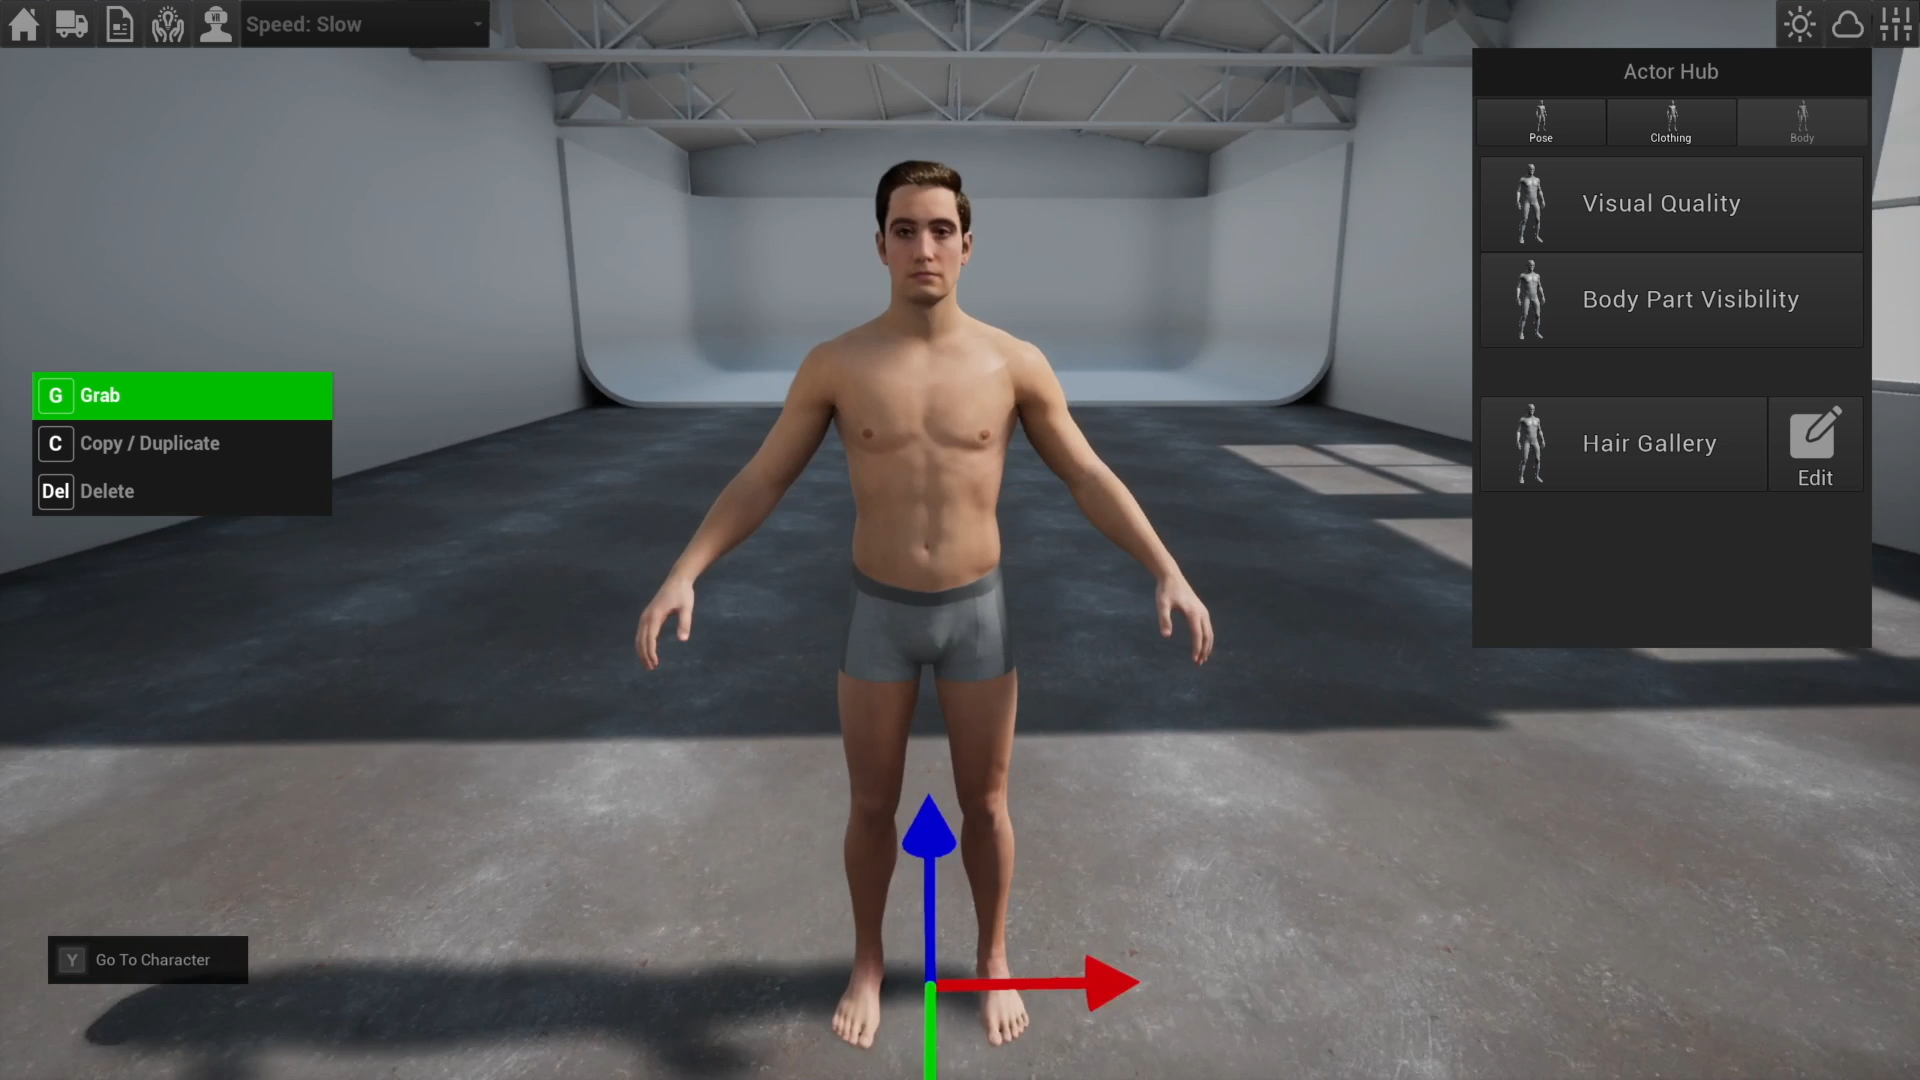 VR
Speed: Slow
Actor Hub
Pose
Clothing
Body
Visual Quality
Body Part Visibility
Hair Gallery
Edit
G Grab
C Copy / Duplicate
Del Delete
Y Go To Character